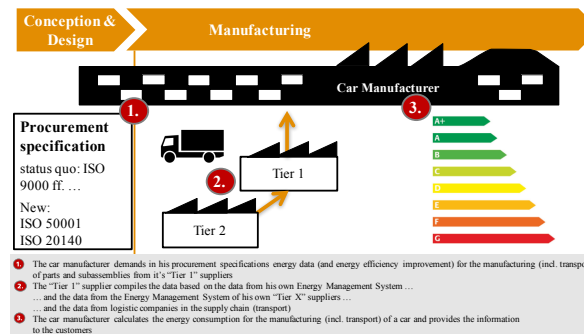 Conception &
Design
Manufacturing
Car Manufacturer
1.
3.
Procurement
specification
status quo: ISO
9000 ff. …
New:
ISO 50001
ISO 20140
2.
Tier 1
Tier 2
A+
A
B
C
D
E
F
G
1. The car manufacturer demands in his procurement specifications energy data (and energy efficiency improvement) for the manufacturing (incl. transpo
of parts and subassemblies from it's "Tier 1" suppliers
2. The "Tier 1" supplier compiles the data based on the data from his own Energy Management System …
… and the data from the Energy Management System of his own "Tier X" suppliers …
… and the data from logistic companies in the supply chain (transport)
3. The car manufacturer calculates the energy consumption for the manufacturing (incl. transport) of a car and provides the information
to the customers